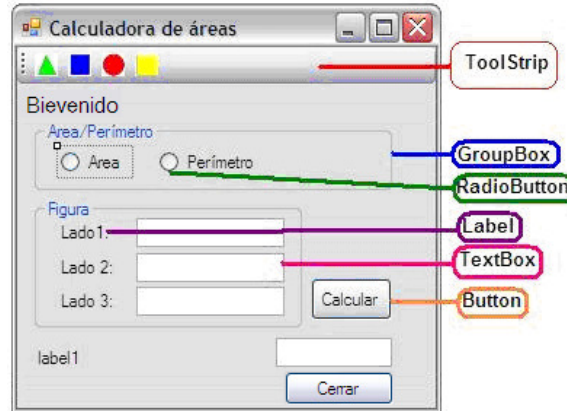 Calculadora de áreas
ToolStrip
Bievenido
Area/Perímetro
Area
Perímetro
GroupBox
RadioButton
Figura
Lado1:
Label
Lado 2:
TextBox
Lado 3:
Calcular
Button
label1
Cerrar